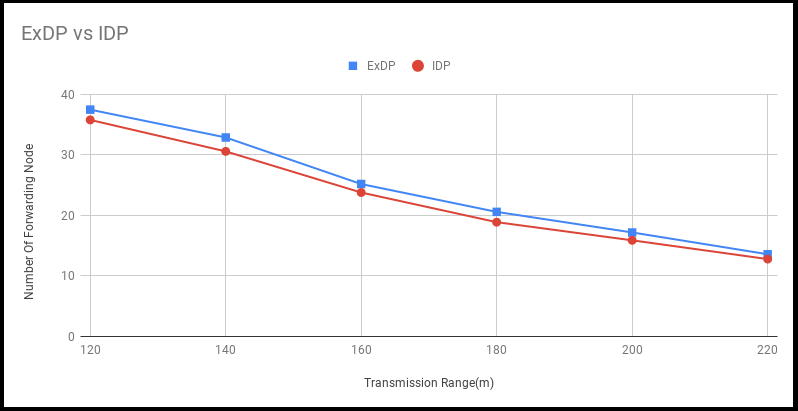 ExDP vs IDP
ExDP IDP
40
30
20
10
0
Number Of Forwarding Node
120 140 160 180 200 220
Transmission Range(m)